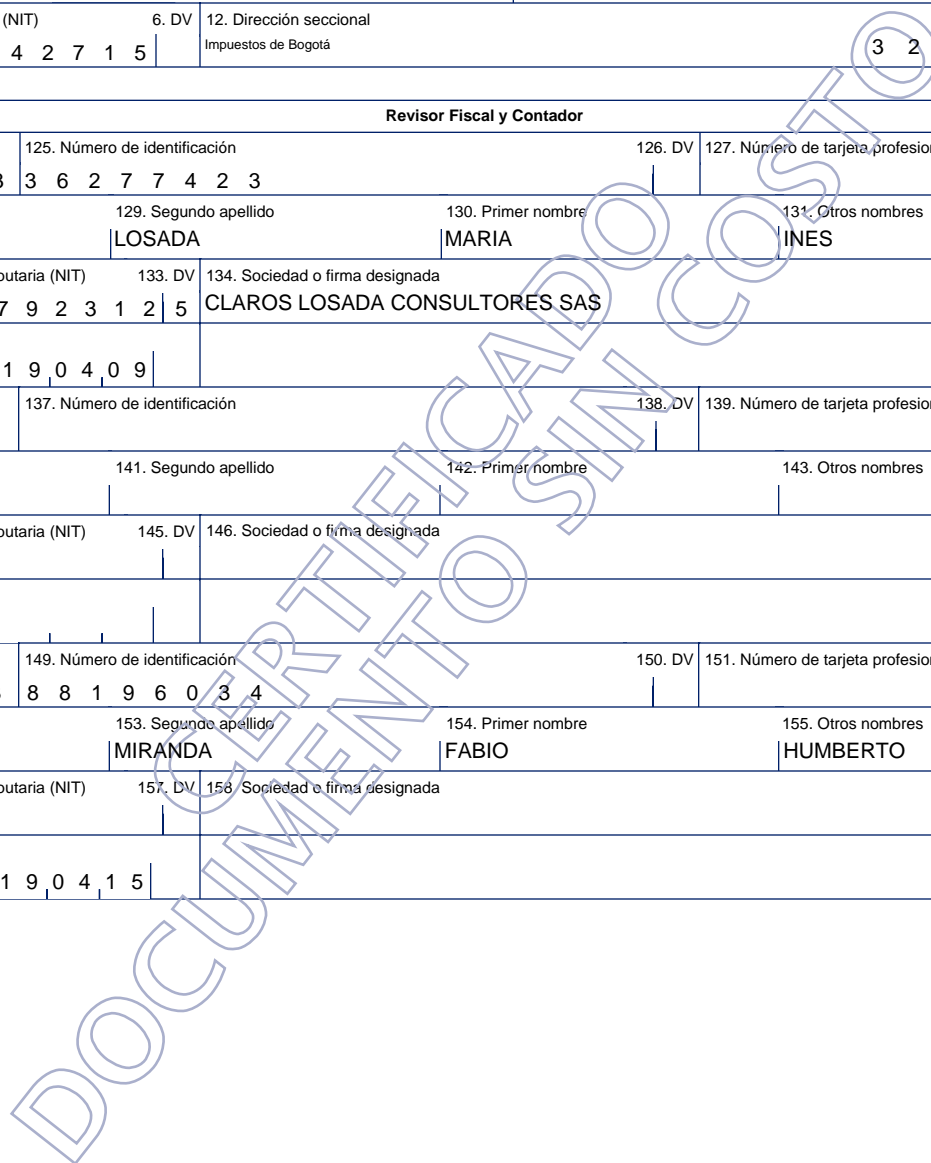 (NIT) 6. DV 12. Dirección seccional
4 2 7 1 5 Impuestos de Bogotá 3 2
Revisor Fiscal y Contador
125. Número de identificación 126. DV 127. Número de tarjeta profesion
3 6 2 7 7 4 2 3
129. Segundo apellido 130. Primer nombre 131. Otros nombres
LOSADA MARIA INES
butaria (NIT) 133. DV 134. Sociedad o firma designada
7 9 2 3 1 2 5 CLAROS LOSADA CONSULTORES SAS
1 9 0 4 0 9
137. Número de identificación 138. DV 139. Número de tarjeta profesion
141. Segundo apellido 142. Primer nombre 143. Otros nombres
butaria (NIT) 145. DV 146. Sociedad o firma designada
149. Número de identificación 150. DV 151. Número de tarjeta profesion
8 8 1 9 6 0 3 4
153. Segundo apellido 154. Primer nombre 155. Otros nombres
MIRANDA FABIO HUMBERTO
butaria (NIT) 157. DV 158. Sociedad o firma designada
1 9 0 4 1 5
CERTIFICADO
DOCUMENTO SIN COSTO